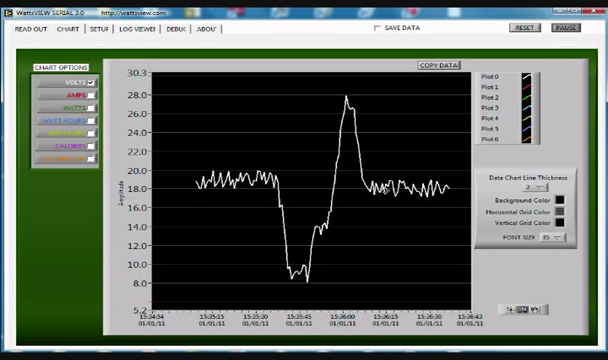 WattsVIEW SERIAL 3.0 http://wattsview.com
READ OUT CHART SETUP LOG VIEWER DEBUG ABOUT
SAVE DATA
RESET
PAUSE
CHART OPTIONS
VOLTS
AMPS
WATTS
WATT HOURS
CALORIES
COPY DATA
Amplitude
30.3
28.0
26.0
24.0
22.0
20.0
18.0
16.0
14.0
12.0
10.0
8.0
5.2
15:34:54 15:35:15 15:35:30 15:35:45 15:36:00 15:36:15 15:36:30 15:36:43
01/01/11 01/01/11 01/01/11 01/01/11 01/01/11 01/01/11 01/01/11 01/01/11
Plot 0
Plot 1
Plot 2
Plot 3
Plot 4
Plot 5
Plot 6
Data Chart Line Thickness
2
Background Color
Horizontal Grid Color
Vertical Grid Color
FONT SIZE 15